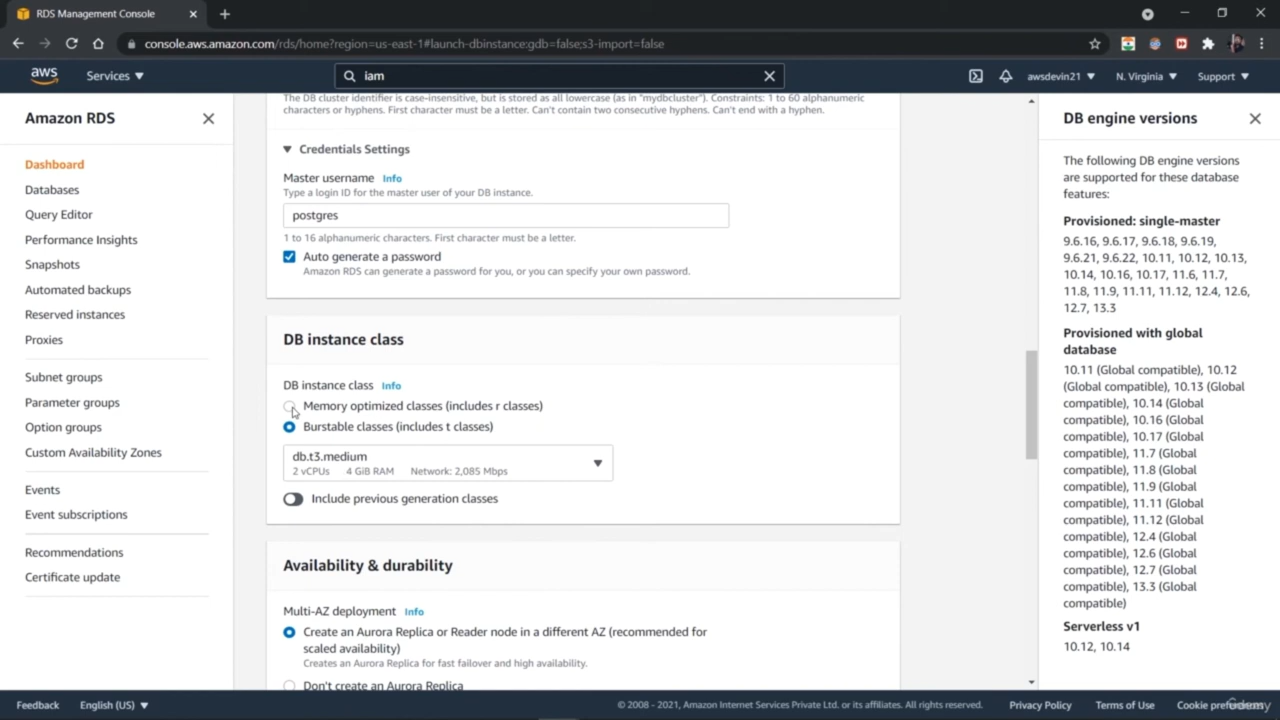 RDS Management Console
console.aws.amazon.com/rds/home?region=us-east-1#launch-dbinstance:gdb=false;s3-import=false
aws
Services
iam
awsdevin21
N. Virginia
Support
Amazon RDS
Dashboard
Databases
Query Editor
Performance Insights
Snapshots
Automated backups
Reserved instances
Proxies
Subnet groups
Parameter groups
Option groups
Custom Availability Zones
Events
Event subscriptions
Recommendations
Certificate update
The DB cluster identifier is case-insensitive, but is stored as all lowercase (as in "mydbcluster"). Constraints: 1 to 60 alphanumeric
characters or hyphens. First character must be a letter. Can't contain two consecutive hyphens. Can't end with a hyphen.
Credentials Settings
Master username Info
Type a login ID for the master user of your DB instance.
postgres
1 to 16 alphanumeric characters. First character must be a letter.
Auto generate a password
Amazon RDS can generate a password for you, or you can specify your own password.
DB instance class
DB instance class Info
Memory optimized classes (includes r classes)
Burstable classes (includes t classes)
db.t3.medium
2 vCPUs 4 GiB RAM Network: 2,085 Mbps
Include previous generation classes
Availability & durability
Multi-AZ deployment Info
Create an Aurora Replica or Reader node in a different AZ (recommended for
scaled availability)
Creates an Aurora Replica for fast failover and high availability.
Don't create an Aurora Replica
DB engine versions
The following DB engine versions
are supported for these database
features:
Provisioned: single-master
9.6.16, 9.6.17, 9.6.18, 9.6.19,
9.6.21, 9.6.22, 10.11, 10.12, 10.13,
10.14, 10.16, 10.17, 11.6, 11.7,
11.8, 11.9, 11.11, 11.12, 12.4, 12.6,
12.7, 13.3
Provisioned with global
database
10.11 (Global compatible), 10.12
(Global compatible), 10.13 (Global
compatible), 10.14 (Global
compatible), 10.16 (Global
compatible), 10.17 (Global
compatible), 11.7 (Global
compatible), 11.8 (Global
compatible), 11.9 (Global
compatible), 11.11 (Global
compatible), 11.12 (Global
compatible), 12.4 (Global
compatible), 12.6 (Global
compatible), 12.7 (Global
compatible), 13.3 (Global
compatible)
Serverless v1
10.12, 10.14
Feedback
English (US)
© 2008 - 2021, Amazon Internet Services Private Ltd. or its affiliates. All rights reserved.
Privacy Policy
Terms of Use
Cookie preferences
Udemy